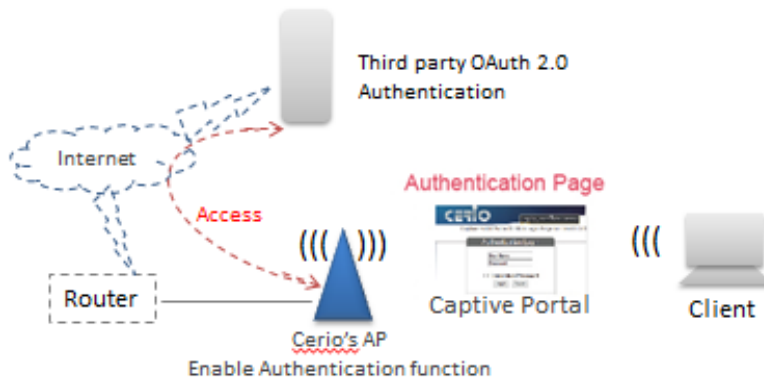 Third party OAuth 2.0
Authentication
Internet
Authentication Page
Access
CERIO
((( )))
(((
Router
Captive Portal
Client
Cerio's AP
Enable Authentication function